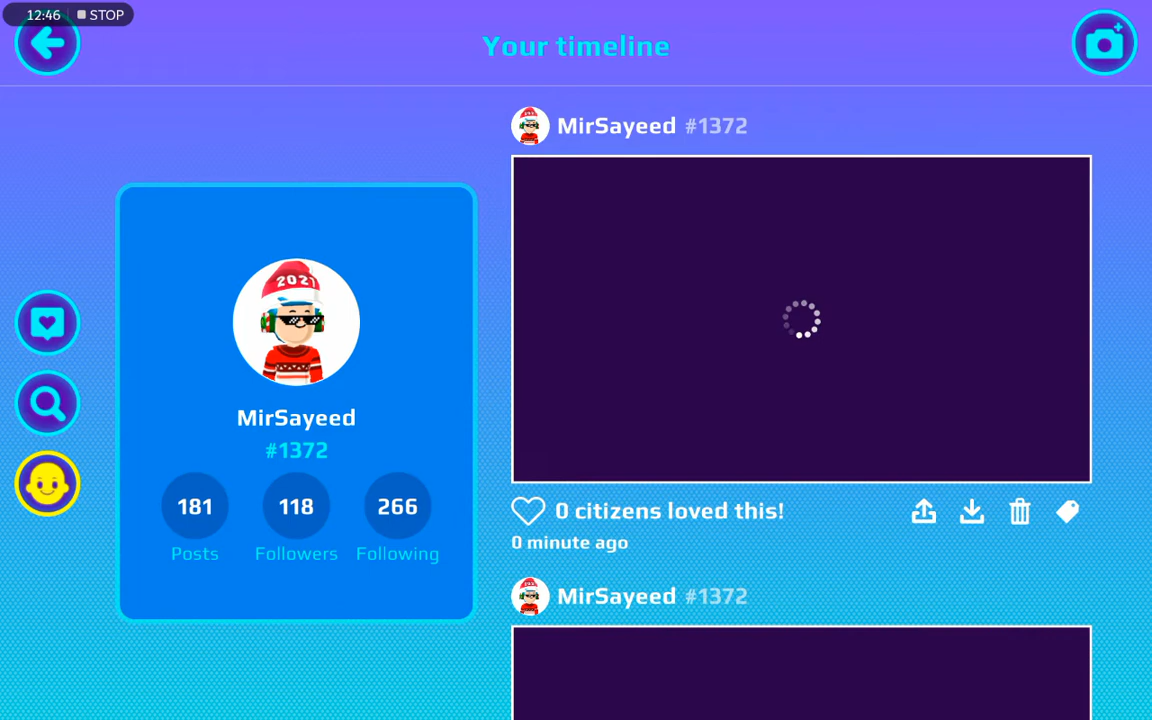 12:46 STOP
Your timeline
2021
MirSayeed
#1372
181 118 266
Posts Followers Following
MirSayeed #1372
0 citizens loved this!
0 minute ago
MirSayeed #1372